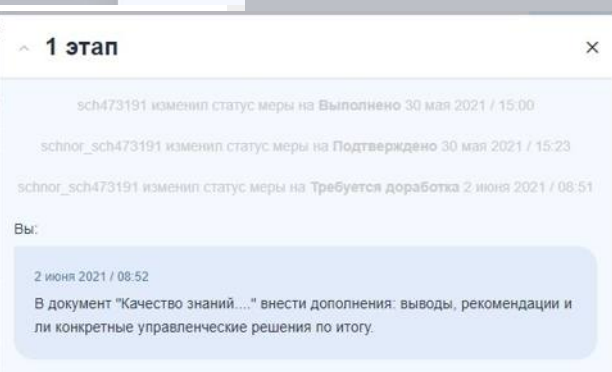 1 этап
sch473191 изменил статус меры на Выполнено 30 мая 2021 / 15:00
schnor_sch473191 изменил статус меры на Подтверждено 30 мая 2021 / 15:23
schnor_sch473191 изменил статус меры на Требуется доработка 2 июня 2021 / 08:51
Вы:
2 июня 2021 / 08:52
В документ "Качество знаний...." внести дополнения: выводы, рекомендации и
ли конкретные управленческие решения по итогу.